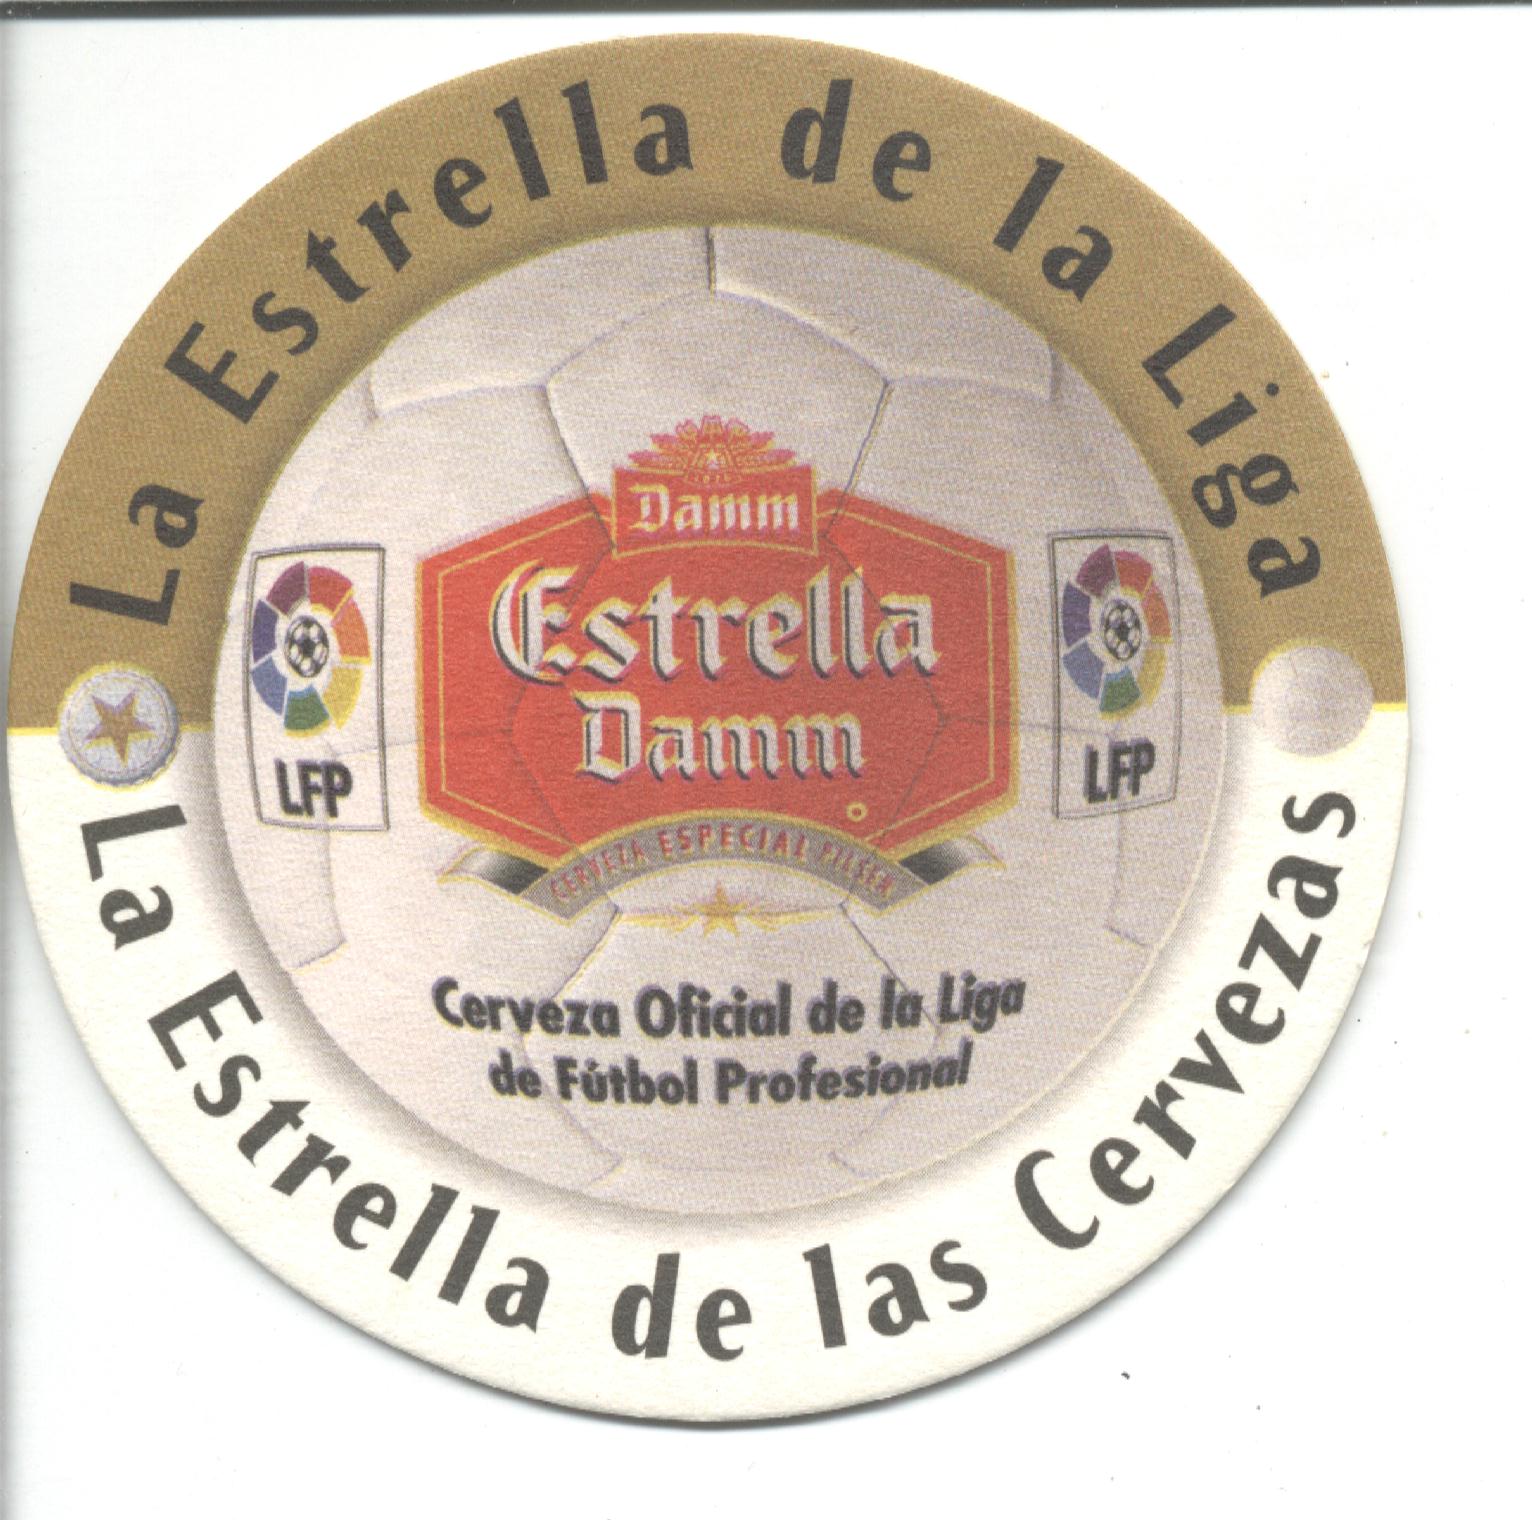 La Estrella de la Liga
1876
Damm
Estrella
Damm
CERVEZA ESPECIAL PILSEN
LFP
LFP
Cerveza Oficial de la Liga
de Fútbol Profesional
La Estrella de las Cervezas